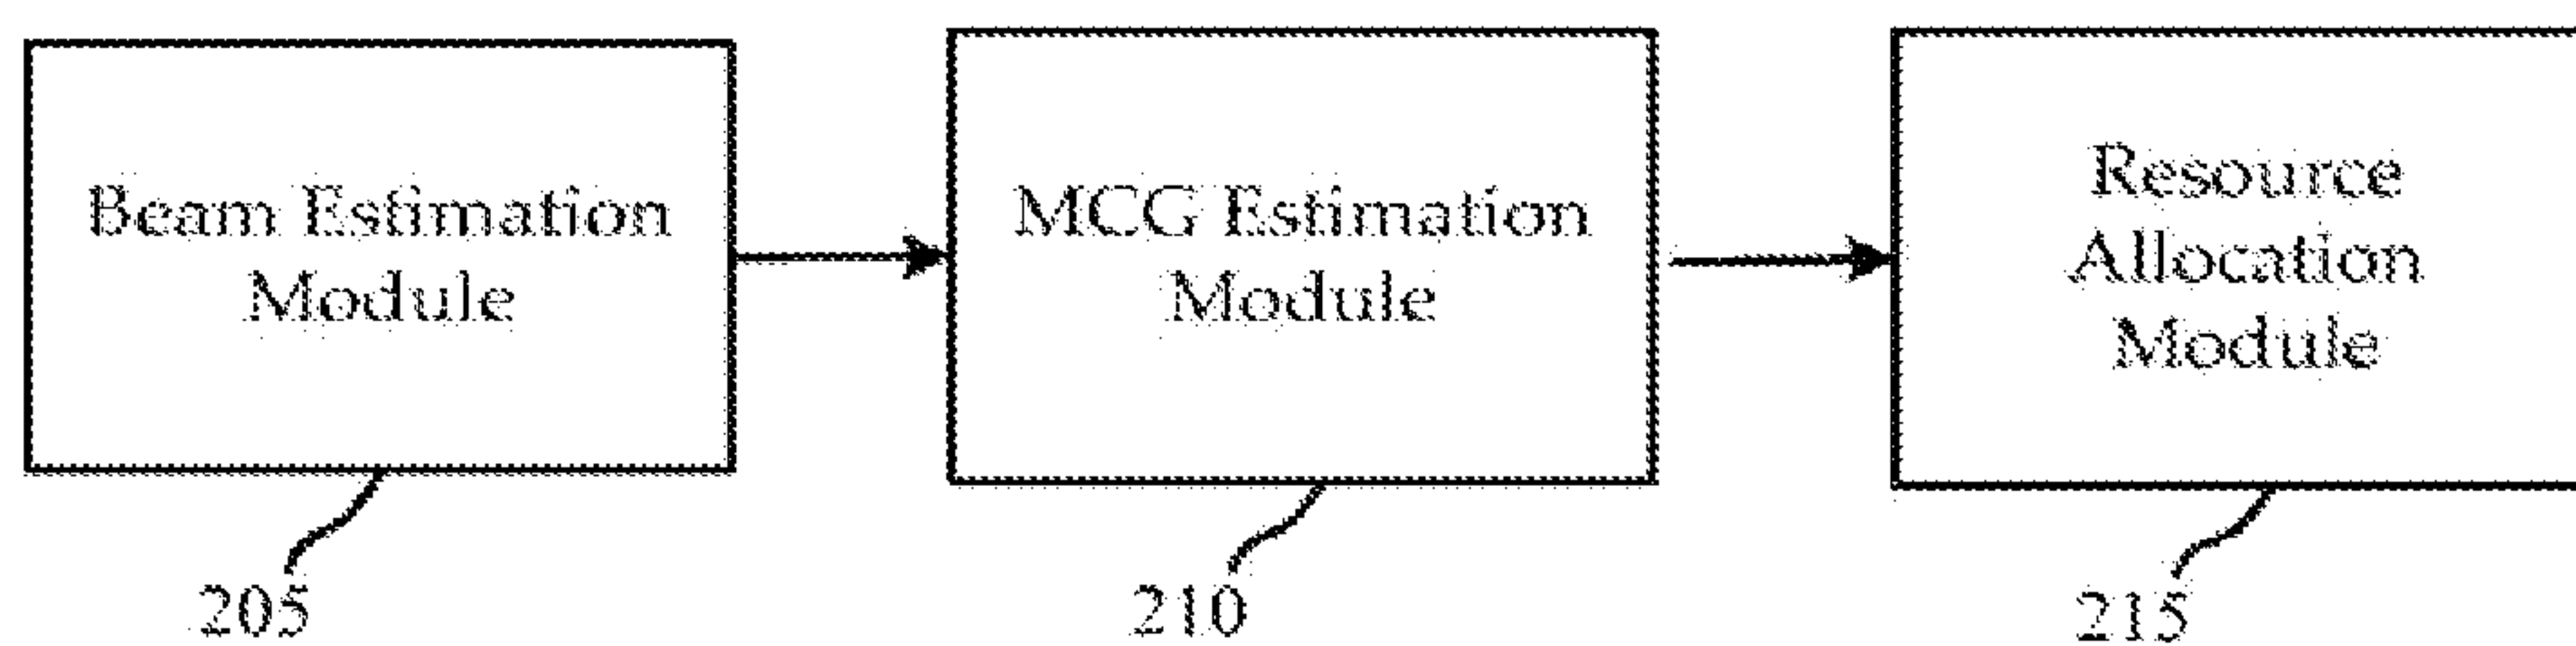 Beam Estimation
Module
MCG Estimation
Module
Resource
Allocation
Module
205
210
215